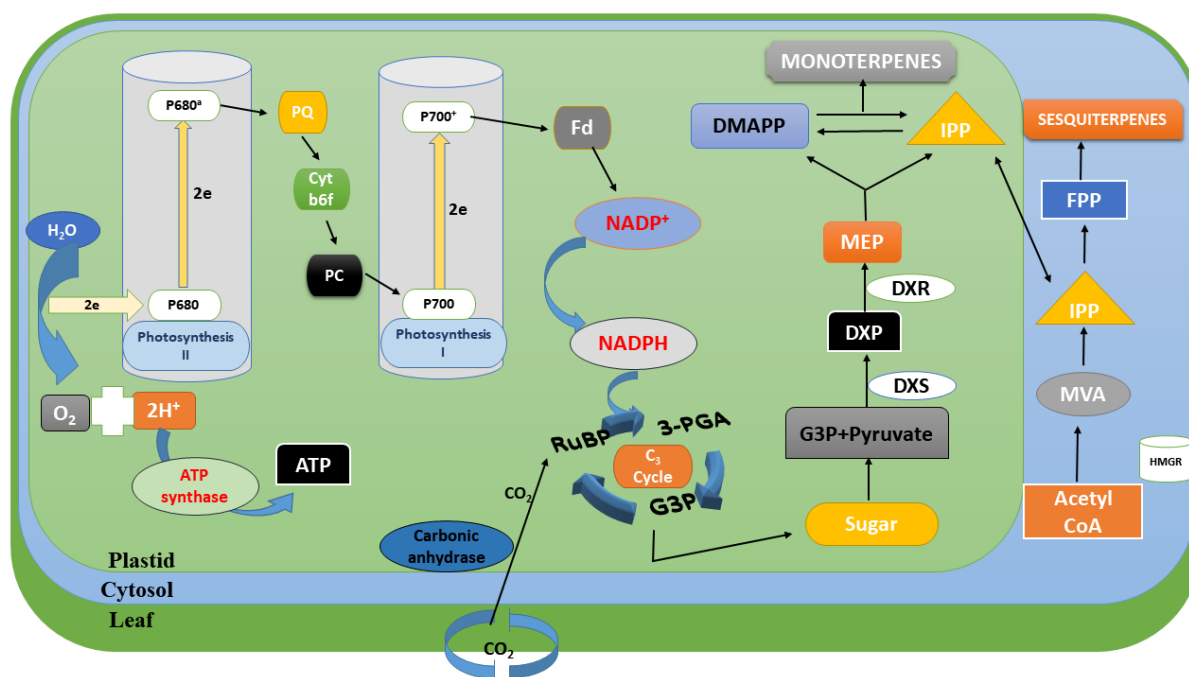 MONOTERPENES
P680ᵃ
PQ
P700⁺
Fd
DMAPP
IPP
SESQUITERPENES
Cyt
b6f
2e
2e
FPP
H₂O
NADP⁺
MEP
PC
DXR
2e
P680
P700
IPP
Photosynthesis
II
Photosynthesis
I
NADPH
DXP
DXS
MVA
O₂
2H⁺
RuBP
3-PGA
G3P+Pyruvate
ATP
C₃
Cycle
HMGR
ATP
synthase
CO₂
G3P
Sugar
Acetyl
CoA
Carbonic
anhydrase
Plastid
Cytosol
Leaf
CO₂